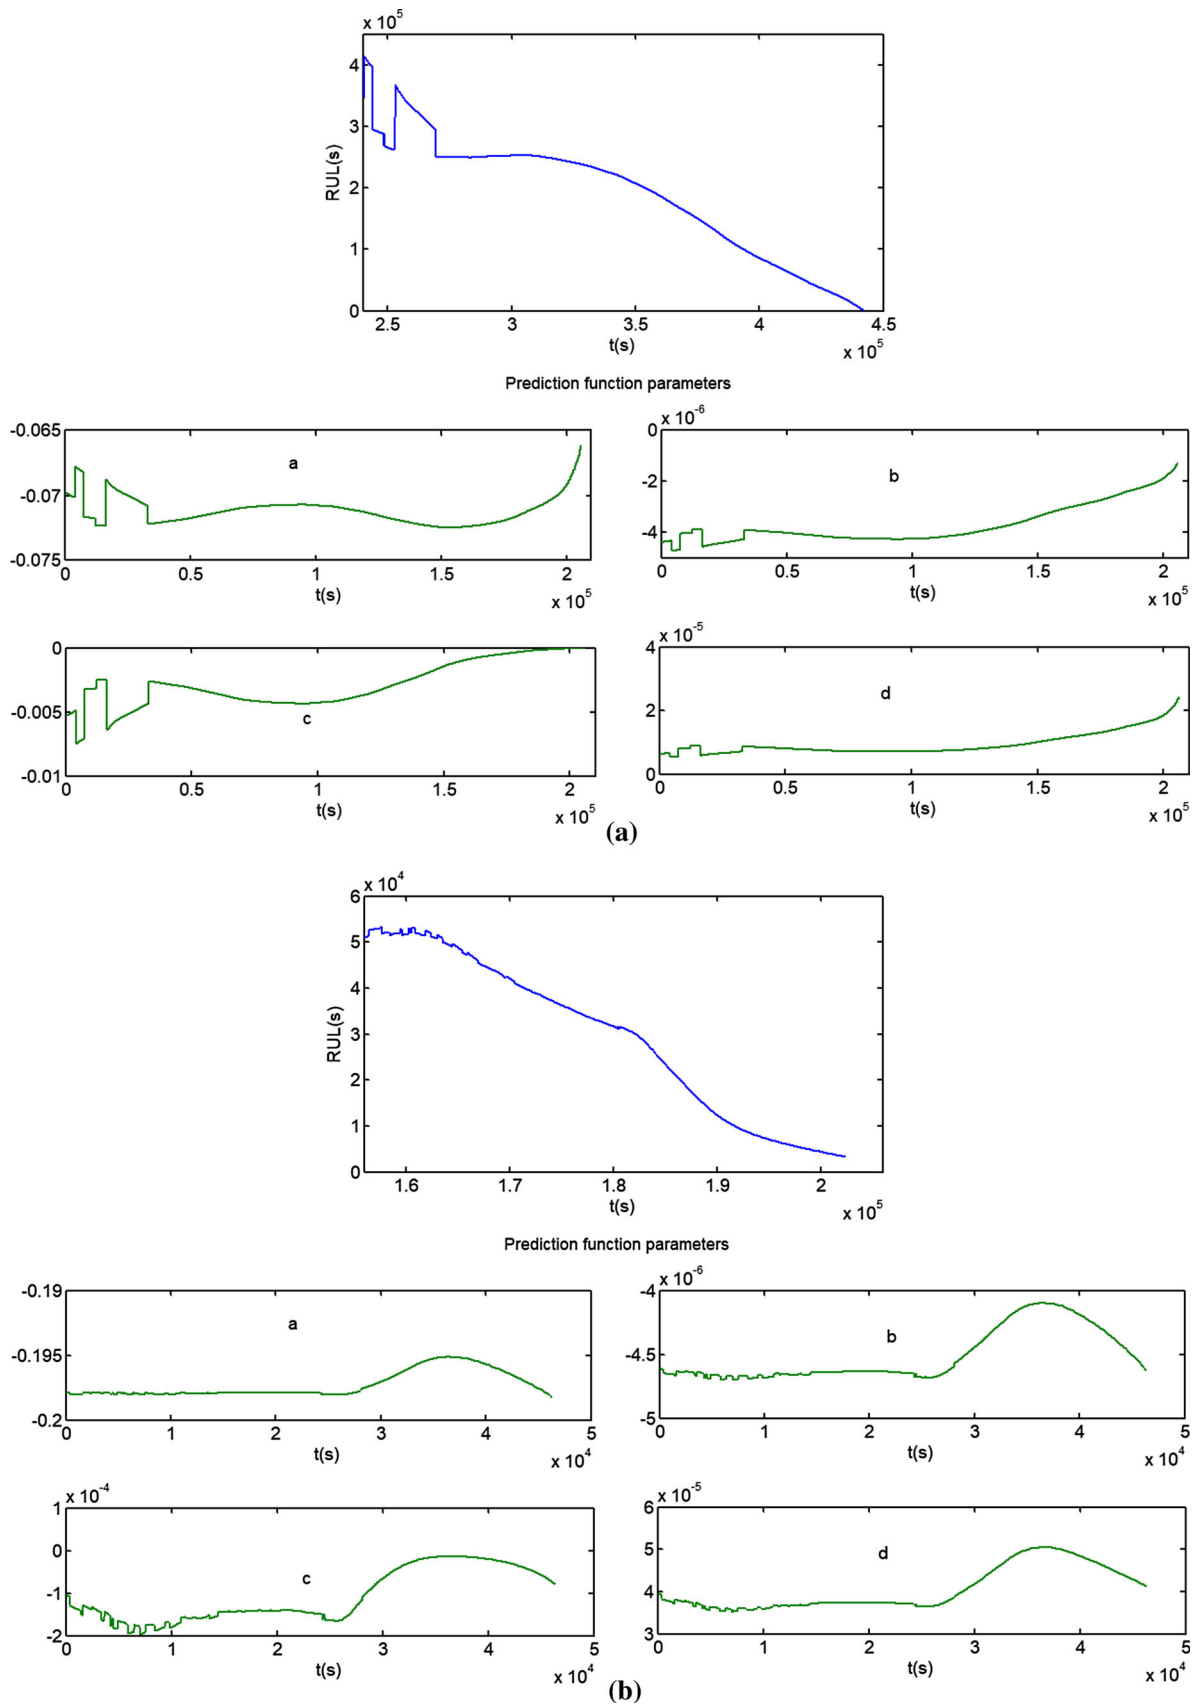 x 10^5
4
3
2
1
0
RUL(s)
2.5 3 3.5 4 4.5
t(s)
x 10^5
Prediction function parameters
-0.065
-0.07
-0.075
a
0 0.5 1 1.5 2
t(s)
x 10^5
x 10^-6
0
-2
-4
b
0 0.5 1 1.5 2
t(s)
x 10^5
0
-0.005
-0.01
c
0 0.5 1 1.5 2
t(s)
x 10^5
x 10^-5
4
2
0
d
0 0.5 1 1.5 2
t(s)
x 10^5
(a)
x 10^4
6
5
4
3
2
1
0
RUL(s)
1.6 1.7 1.8 1.9 2
t(s)
x 10^5
Prediction function parameters
-0.19
-0.195
-0.2
a
0 1 2 3 4 5
t(s)
x 10^4
x 10^-6
-4
-4.5
-5
b
0 1 2 3 4 5
t(s)
x 10^4
x 10^-4
1
0
-1
-2
c
0 1 2 3 4 5
t(s)
x 10^4
x 10^-5
6
5
4
3
d
0 1 2 3 4 5
t(s)
x 10^4
(b)